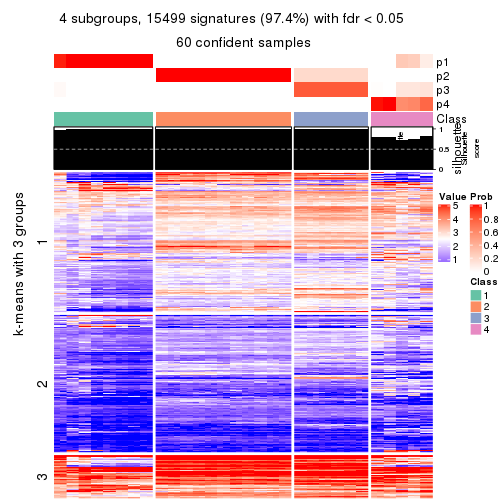 4 subgroups, 15499 signatures (97.4%) with fdr < 0.05
60 confident samples
p1
p2
p3
p4
Class
silhouette
Silhouette
score
1
0.5
0
k-means with 3 groups
1
2
3
Value
5
4
3
2
1
Prob
1
0.8
0.6
0.4
0.2
0
Class
1
2
3
4